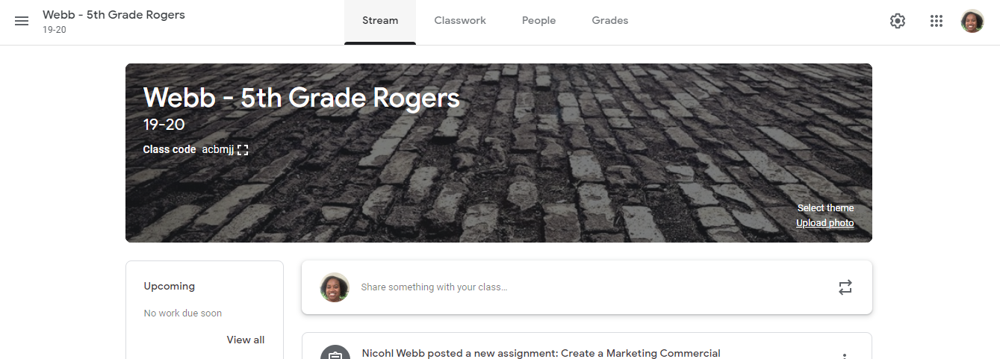 Webb - 5th Grade Rogers
19-20
Stream
Classwork
People
Grades
Webb - 5th Grade Rogers
19-20
Class code acbmjj
Select theme
Upload photo
Upcoming
No work due soon
View all
Share something with your class...
Nicohl Webb posted a new assignment: Create a Marketing Commercial